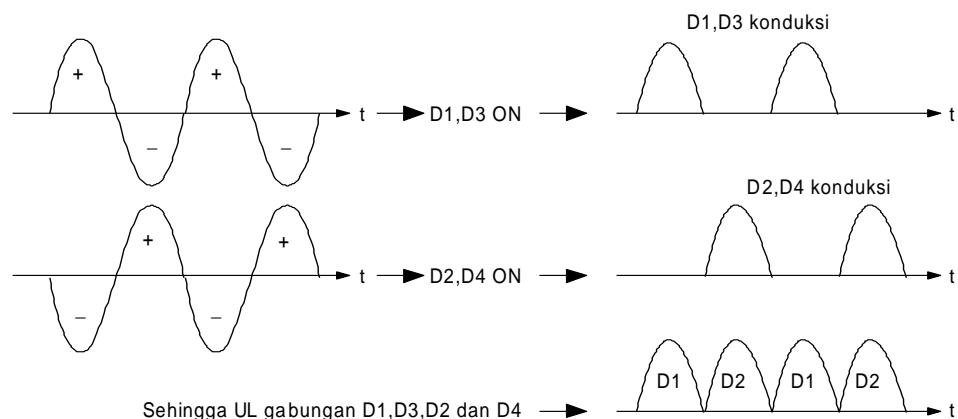 D1,D3 konduksi
+ +
t D1,D3 ON t
– –
D2,D4 konduksi
+ +
t D2,D4 ON t
– –
D1 D2 D1 D2
Sehingga UL gabungan D1,D3,D2 dan D4 t